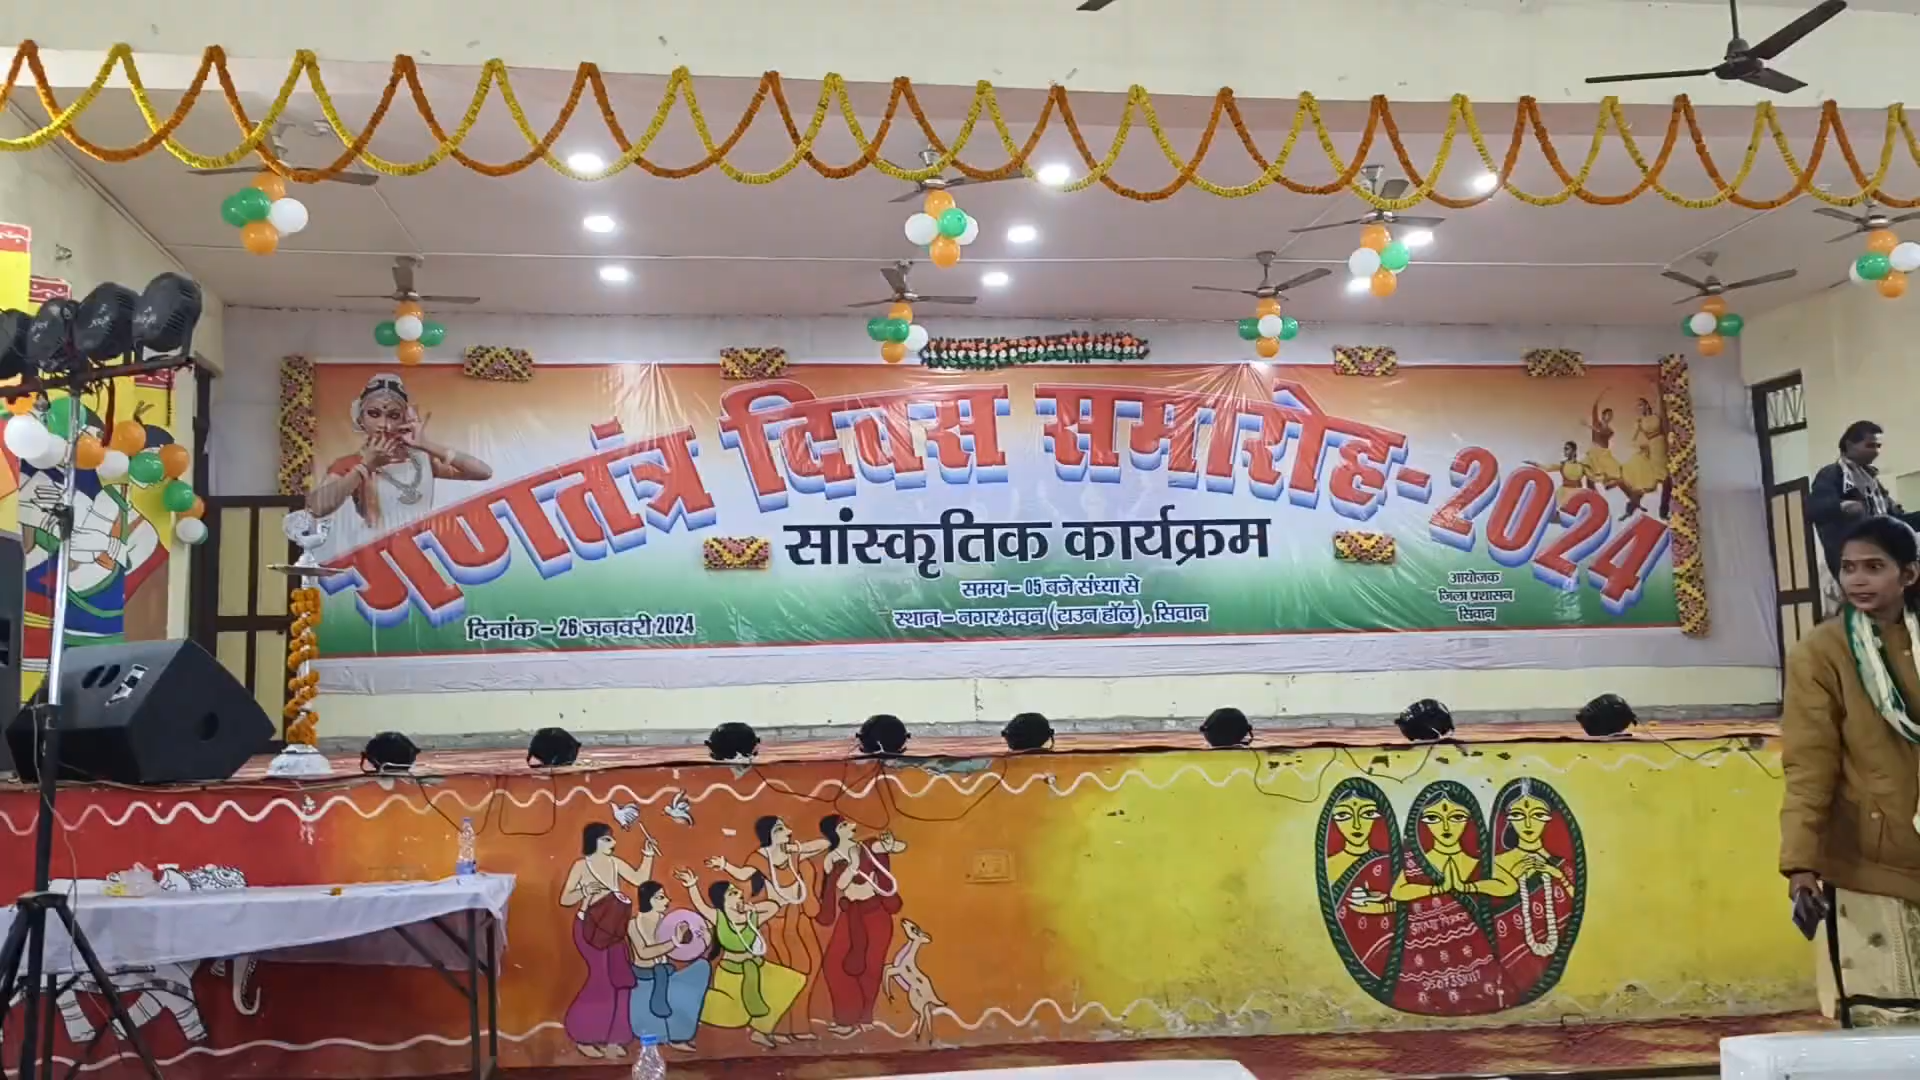 गणतंत्र दिवस समारोह-2024
सांस्कृतिक कार्यक्रम
समय - 05 बजे संध्या से
स्थान - नगर भवन (टाउन हॉल), सिवान
दिनांक - 26 जनवरी 2024
आयोजक
जिला प्रशासन
सिवान